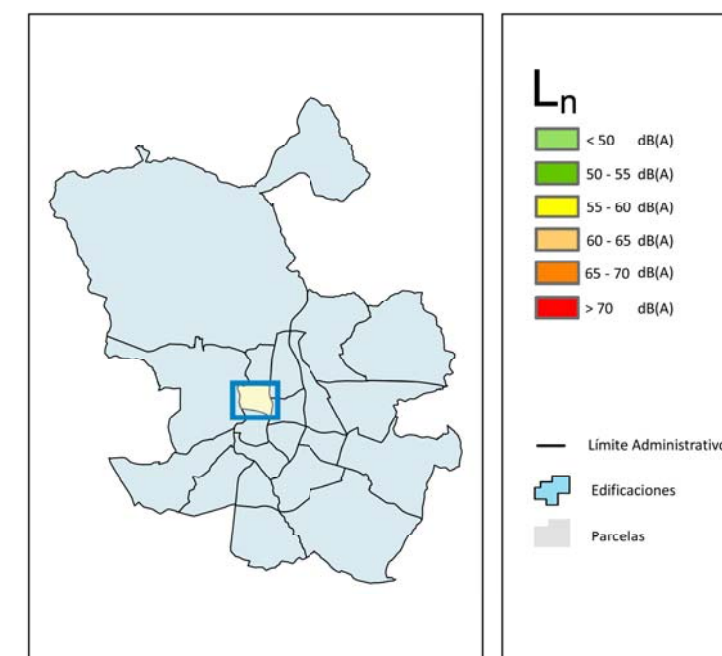 Ln
< 50 dB(A)
50 - 55 dB(A)
55 - 60 dB(A)
60 - 65 dB(A)
65 - 70 dB(A)
> 70 dB(A)
Límite Administrativo
Edificaciones
Parcelas